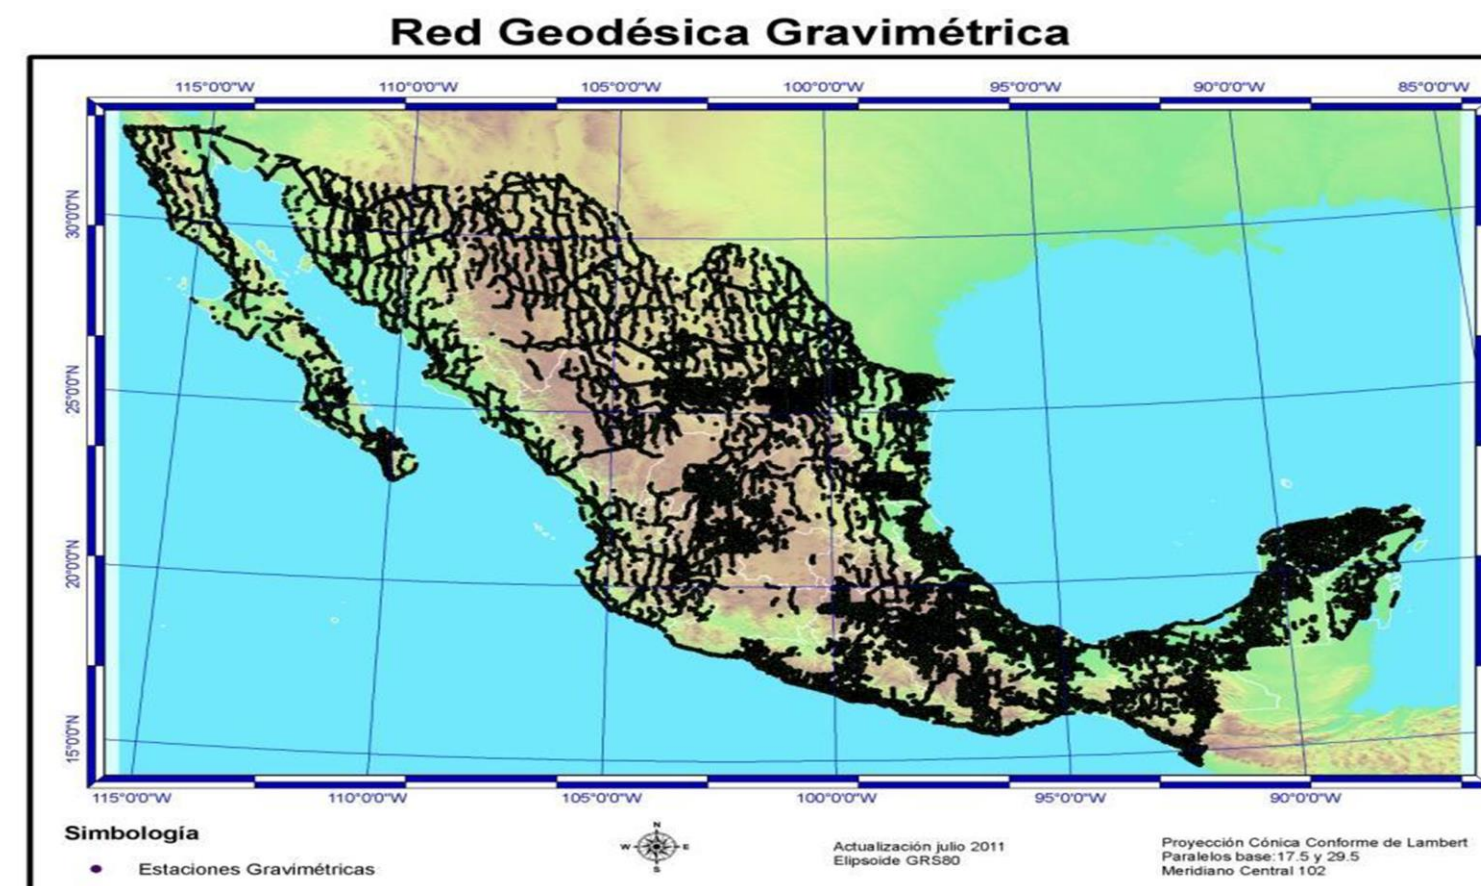 Red Geodésica Gravimétrica
115°0'0"W 110°0'0"W 105°0'0"W 100°0'0"W 95°0'0"W 90°0'0"W 85°0'0"W
30°0'0"N
25°0'0"N
20°0'0"N
15°0'0"N
115°0'0"W 110°0'0"W 105°0'0"W 100°0'0"W 95°0'0"W 90°0'0"W
Simbología
Estaciones Gravimétricas
N
W E
S
Actualización julio 2011
Elipsoide GRS80
Proyección Cónica Conforme de Lambert
Paralelos base:17.5 y 29.5
Meridiano Central 102